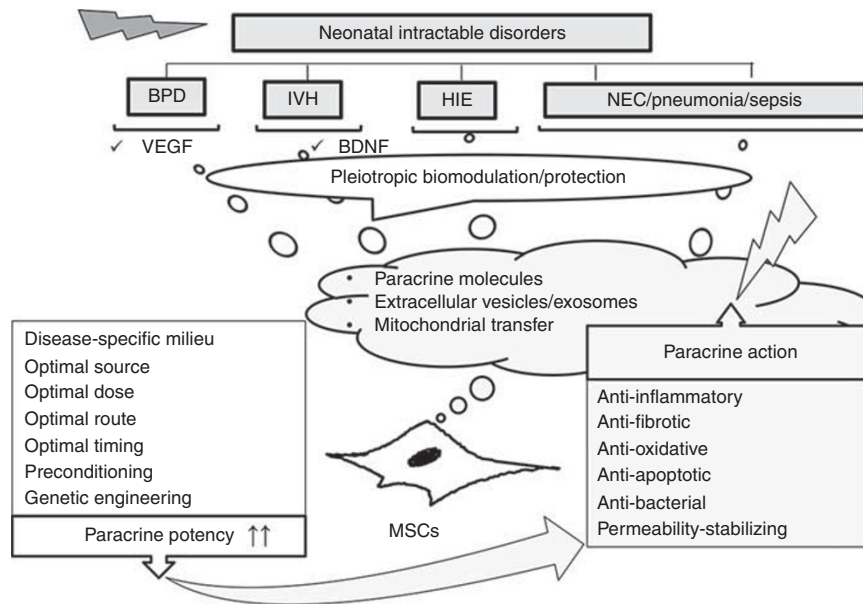 Neonatal intractable disorders
BPD
IVH
HIE
NEC/pneumonia/sepsis
✓ VEGF
✓ BDNF
Pleiotropic biomodulation/protection
• Paracrine molecules
• Extracellular vesicles/exosomes
• Mitochondrial transfer
Disease-specific milieu
Optimal source
Optimal dose
Optimal route
Optimal timing
Preconditioning
Genetic engineering
Paracrine potency ↑↑
MSCs
Paracrine action
Anti-inflammatory
Anti-fibrotic
Anti-oxidative
Anti-apoptotic
Anti-bacterial
Permeability-stabilizing